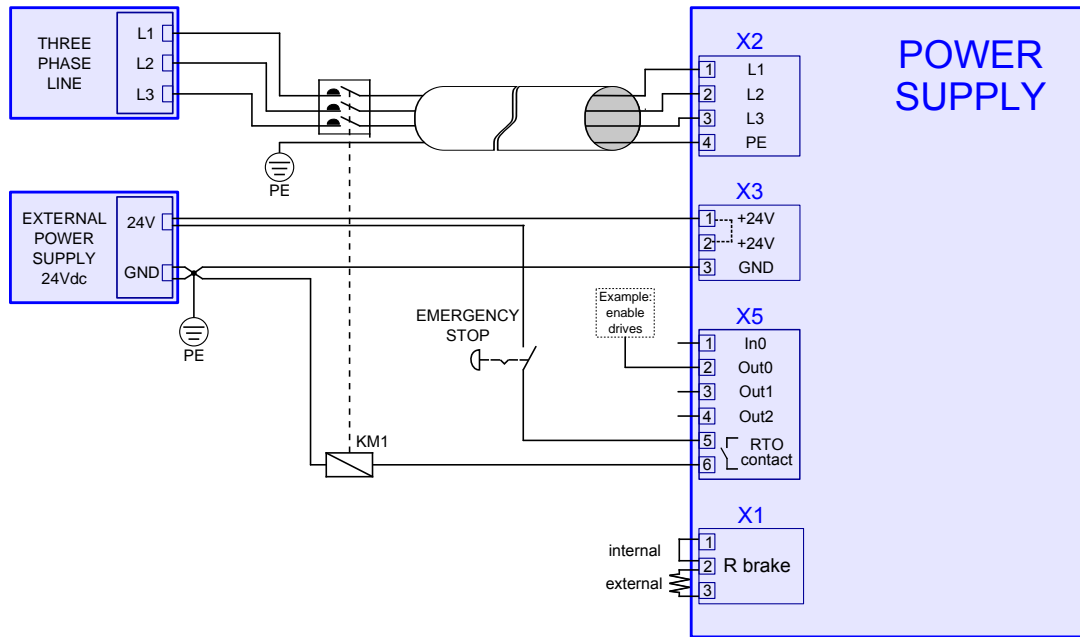 THREE
PHASE
LINE
L1
L2
L3
PE
EXTERNAL
POWER
SUPPLY
24Vdc
24V
GND
PE
EMERGENCY
STOP
KM1
Example:
enable
drives
POWER
SUPPLY
X2
1 L1
2 L2
3 L3
4 PE
X3
1 +24V
2 +24V
3 GND
X5
1 In0
2 Out0
3 Out1
4 Out2
5 RTO
6 contact
X1
internal
external
1
2 R brake
3